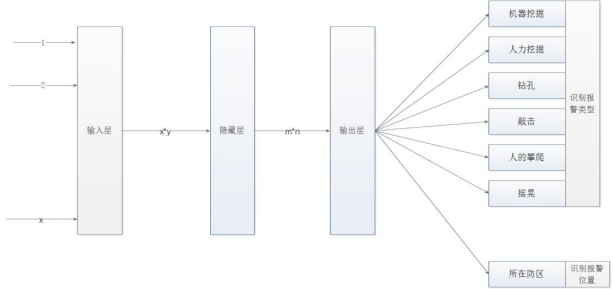 1
2
x
输入层
x*y
隐藏层
m*n
输出层
机器挖掘
人力挖掘
钻孔
敲击
人的攀爬
摇晃
识别报
警类型
所在防区
识别报警
位置